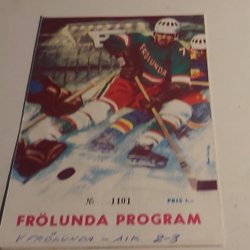 FRÖLUNDA
№ 1101
PRIS 1:-
FRÖLUNDA PROGRAM
V FRÖLUNDA - AIK 2-3